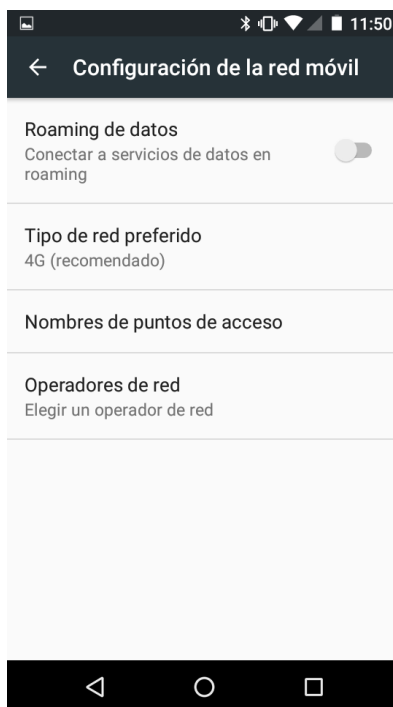 11:50
Configuración de la red móvil
Roaming de datos
Conectar a servicios de datos en
roaming
Tipo de red preferido
4G (recomendado)
Nombres de puntos de acceso
Operadores de red
Elegir un operador de red